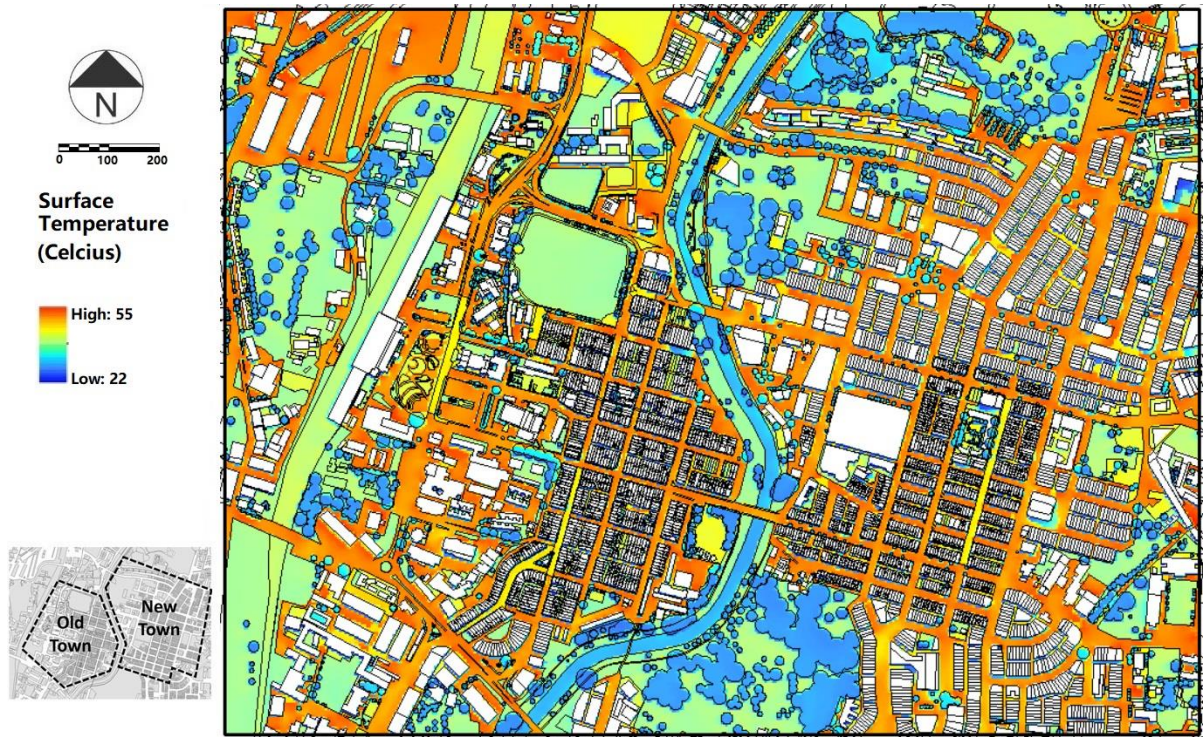 N
0 100 200
Surface
Temperature
(Celcius)
High: 55
Low: 22
Old
Town
New
Town